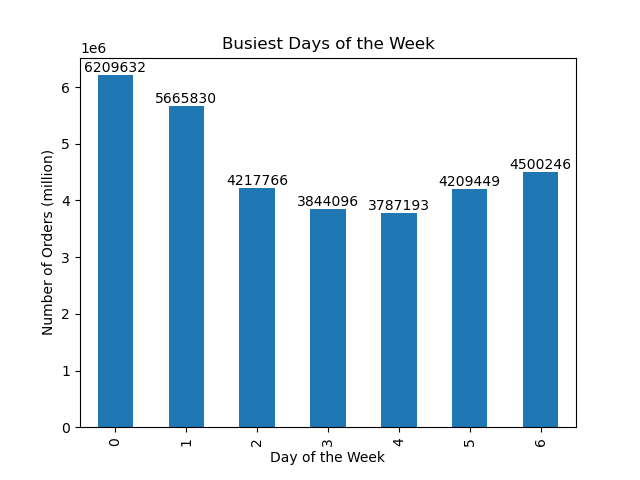 Busiest Days of the Week
1e6
6209632
5665830
4217766
3844096
3787193
4209449
4500246
Number of Orders (million)
6
5
4
3
2
1
0
0 1 2 3 4 5 6
Day of the Week